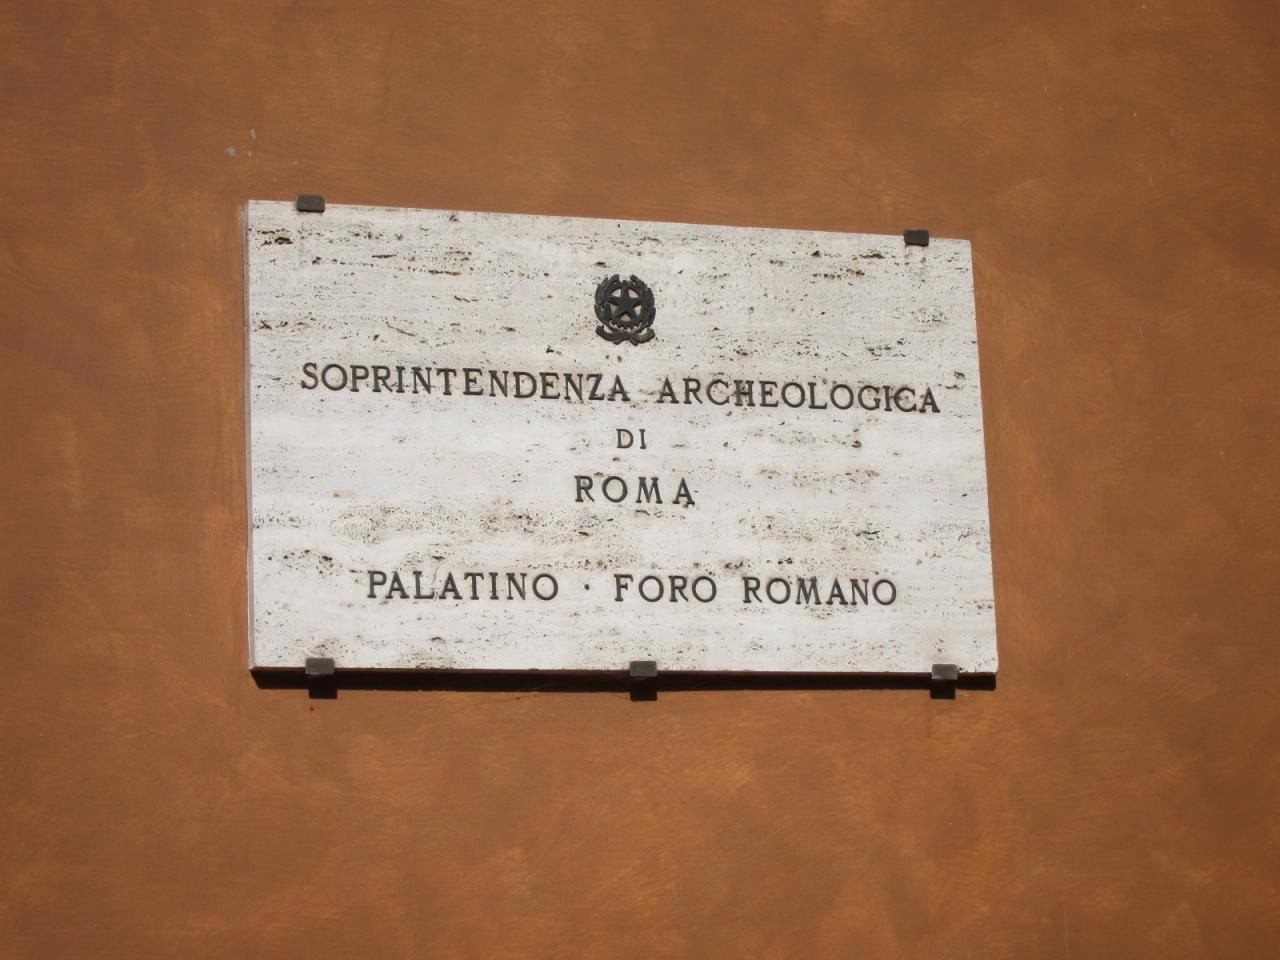 SOPRINTENDENZA ARCHEOLOGICA
DI
ROMA
PALATINO · FORO ROMANO